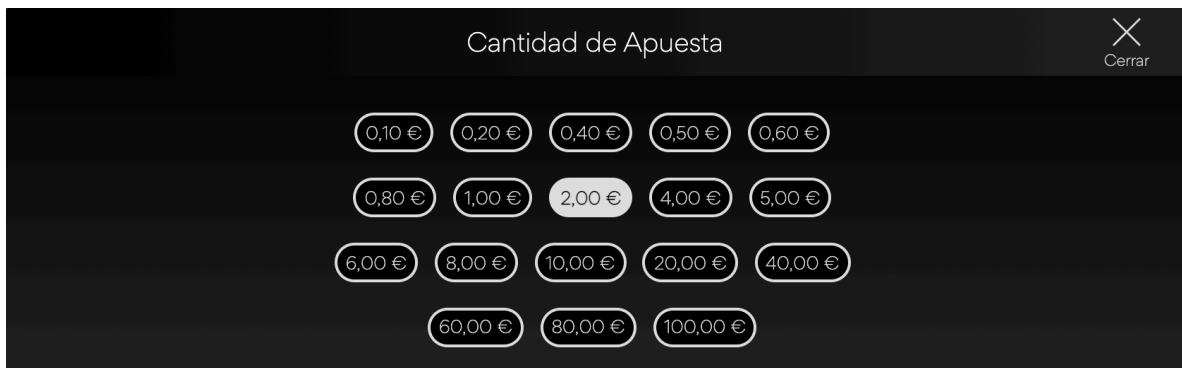 Cantidad de Apuesta
Cerrar
0,10 € 0,20 € 0,40 € 0,50 € 0,60 €
0,80 € 1,00 € 2,00 € 4,00 € 5,00 €
6,00 € 8,00 € 10,00 € 20,00 € 40,00 €
60,00 € 80,00 € 100,00 €